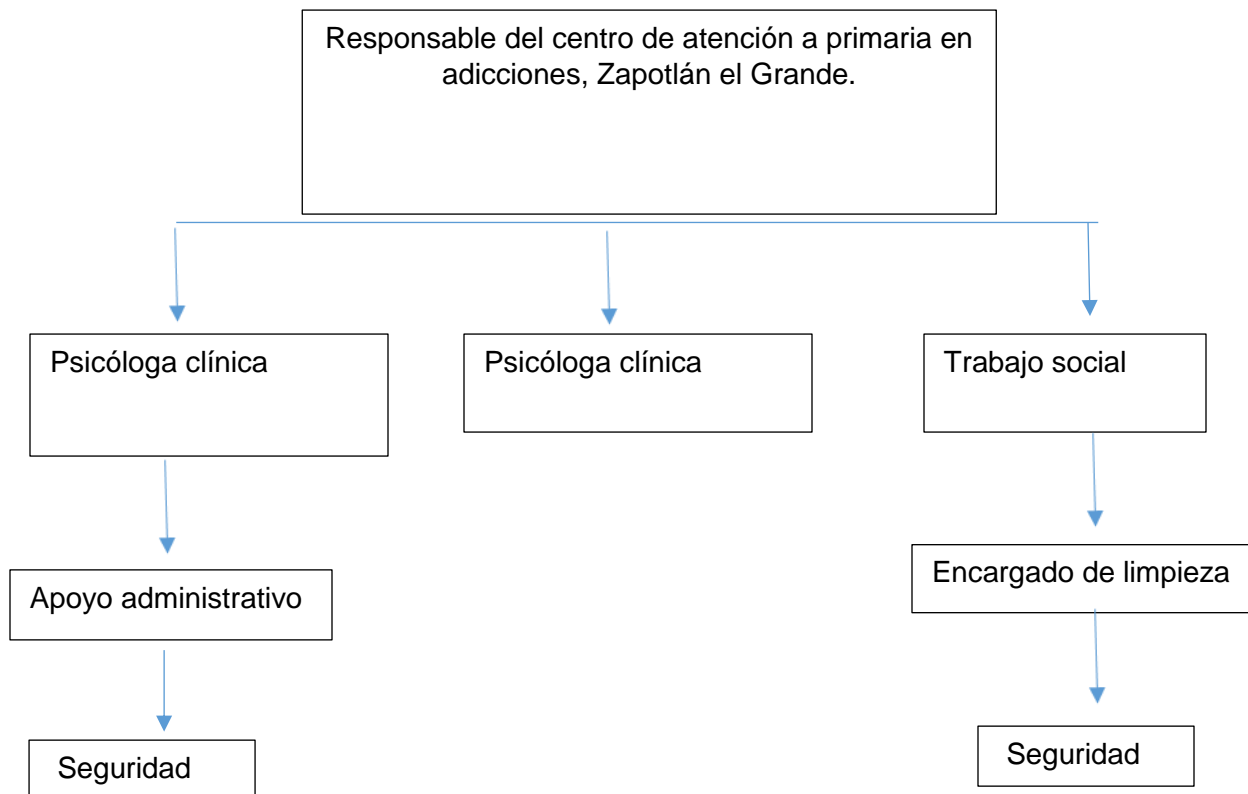 Responsable del centro de atención a primaria en
adicciones, Zapotlán el Grande.
Psicóloga clínica
Psicóloga clínica
Trabajo social
Apoyo administrativo
Encargado de limpieza
Seguridad
Seguridad